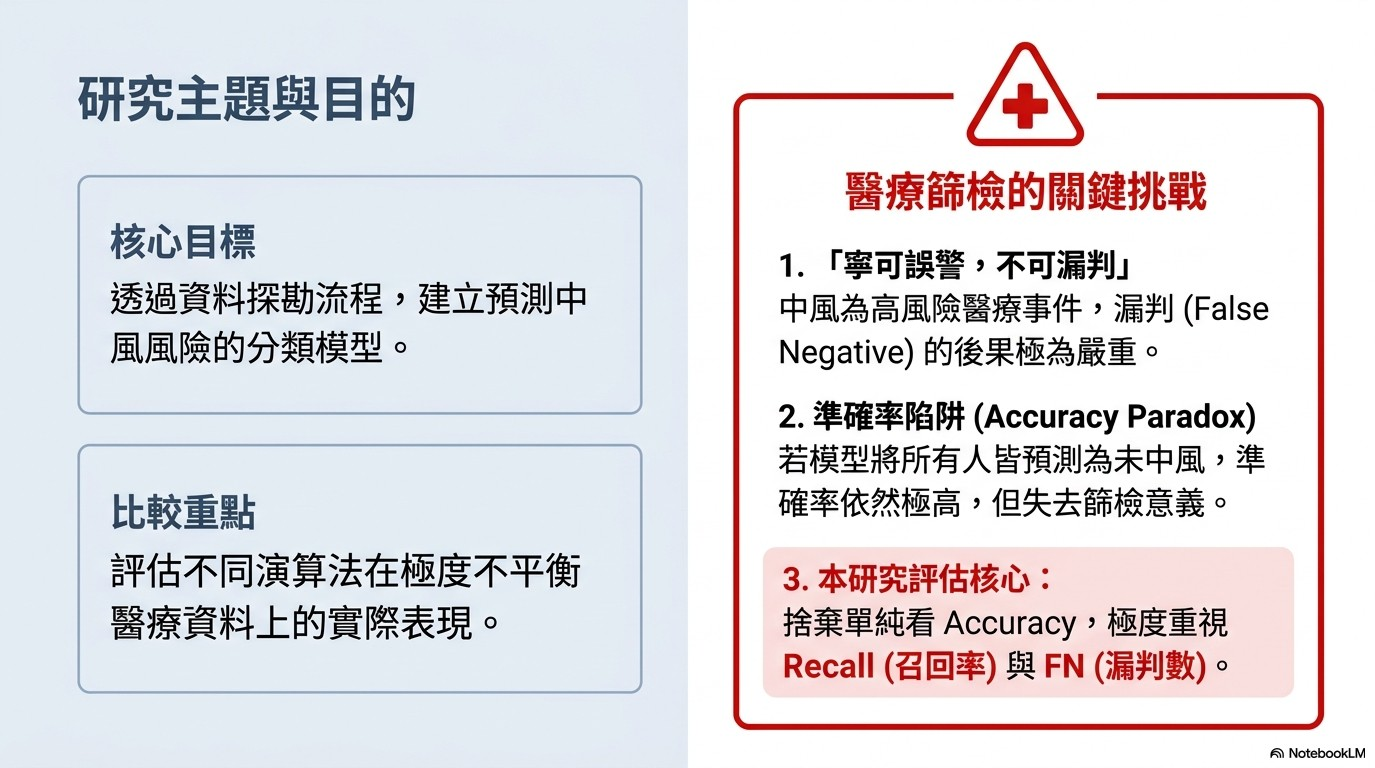 研究主題與目的
核心目標
透過資料探勘流程，建立預測中
風風險的分類模型。
比較重點
評估不同演算法在極度不平衡
醫療資料上的實際表現。
醫療篩檢的關鍵挑戰
1. 「寧可誤警，不可漏判」
中風為高風險醫療事件，漏判 (False
Negative) 的後果極為嚴重。
2. 準確率陷阱 (Accuracy Paradox)
若模型將所有人皆預測為未中風，準
確率依然極高，但失去篩檢意義。
3. 本研究評估核心：
捨棄單純看 Accuracy，極度重視
Recall (召回率) 與 FN (漏判數)。
NotebookLM